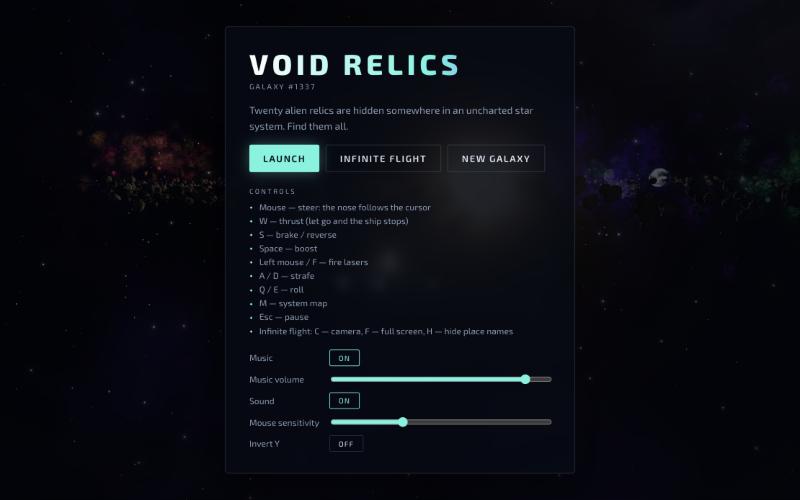 VOID RELICS
GALAXY #1337
Twenty alien relics are hidden somewhere in an uncharted star
system. Find them all.
LAUNCH INFINITE FLIGHT NEW GALAXY
CONTROLS
• Mouse — steer: the nose follows the cursor
• W — thrust (let go and the ship stops)
• S — brake / reverse
• Space — boost
• Left mouse / F — fire lasers
• A / D — strafe
• Q / E — roll
• M — system map
• Esc — pause
• Infinite flight: C — camera, F — full screen, H — hide place names
Music ON
Music volume
Sound ON
Mouse sensitivity
Invert Y OFF